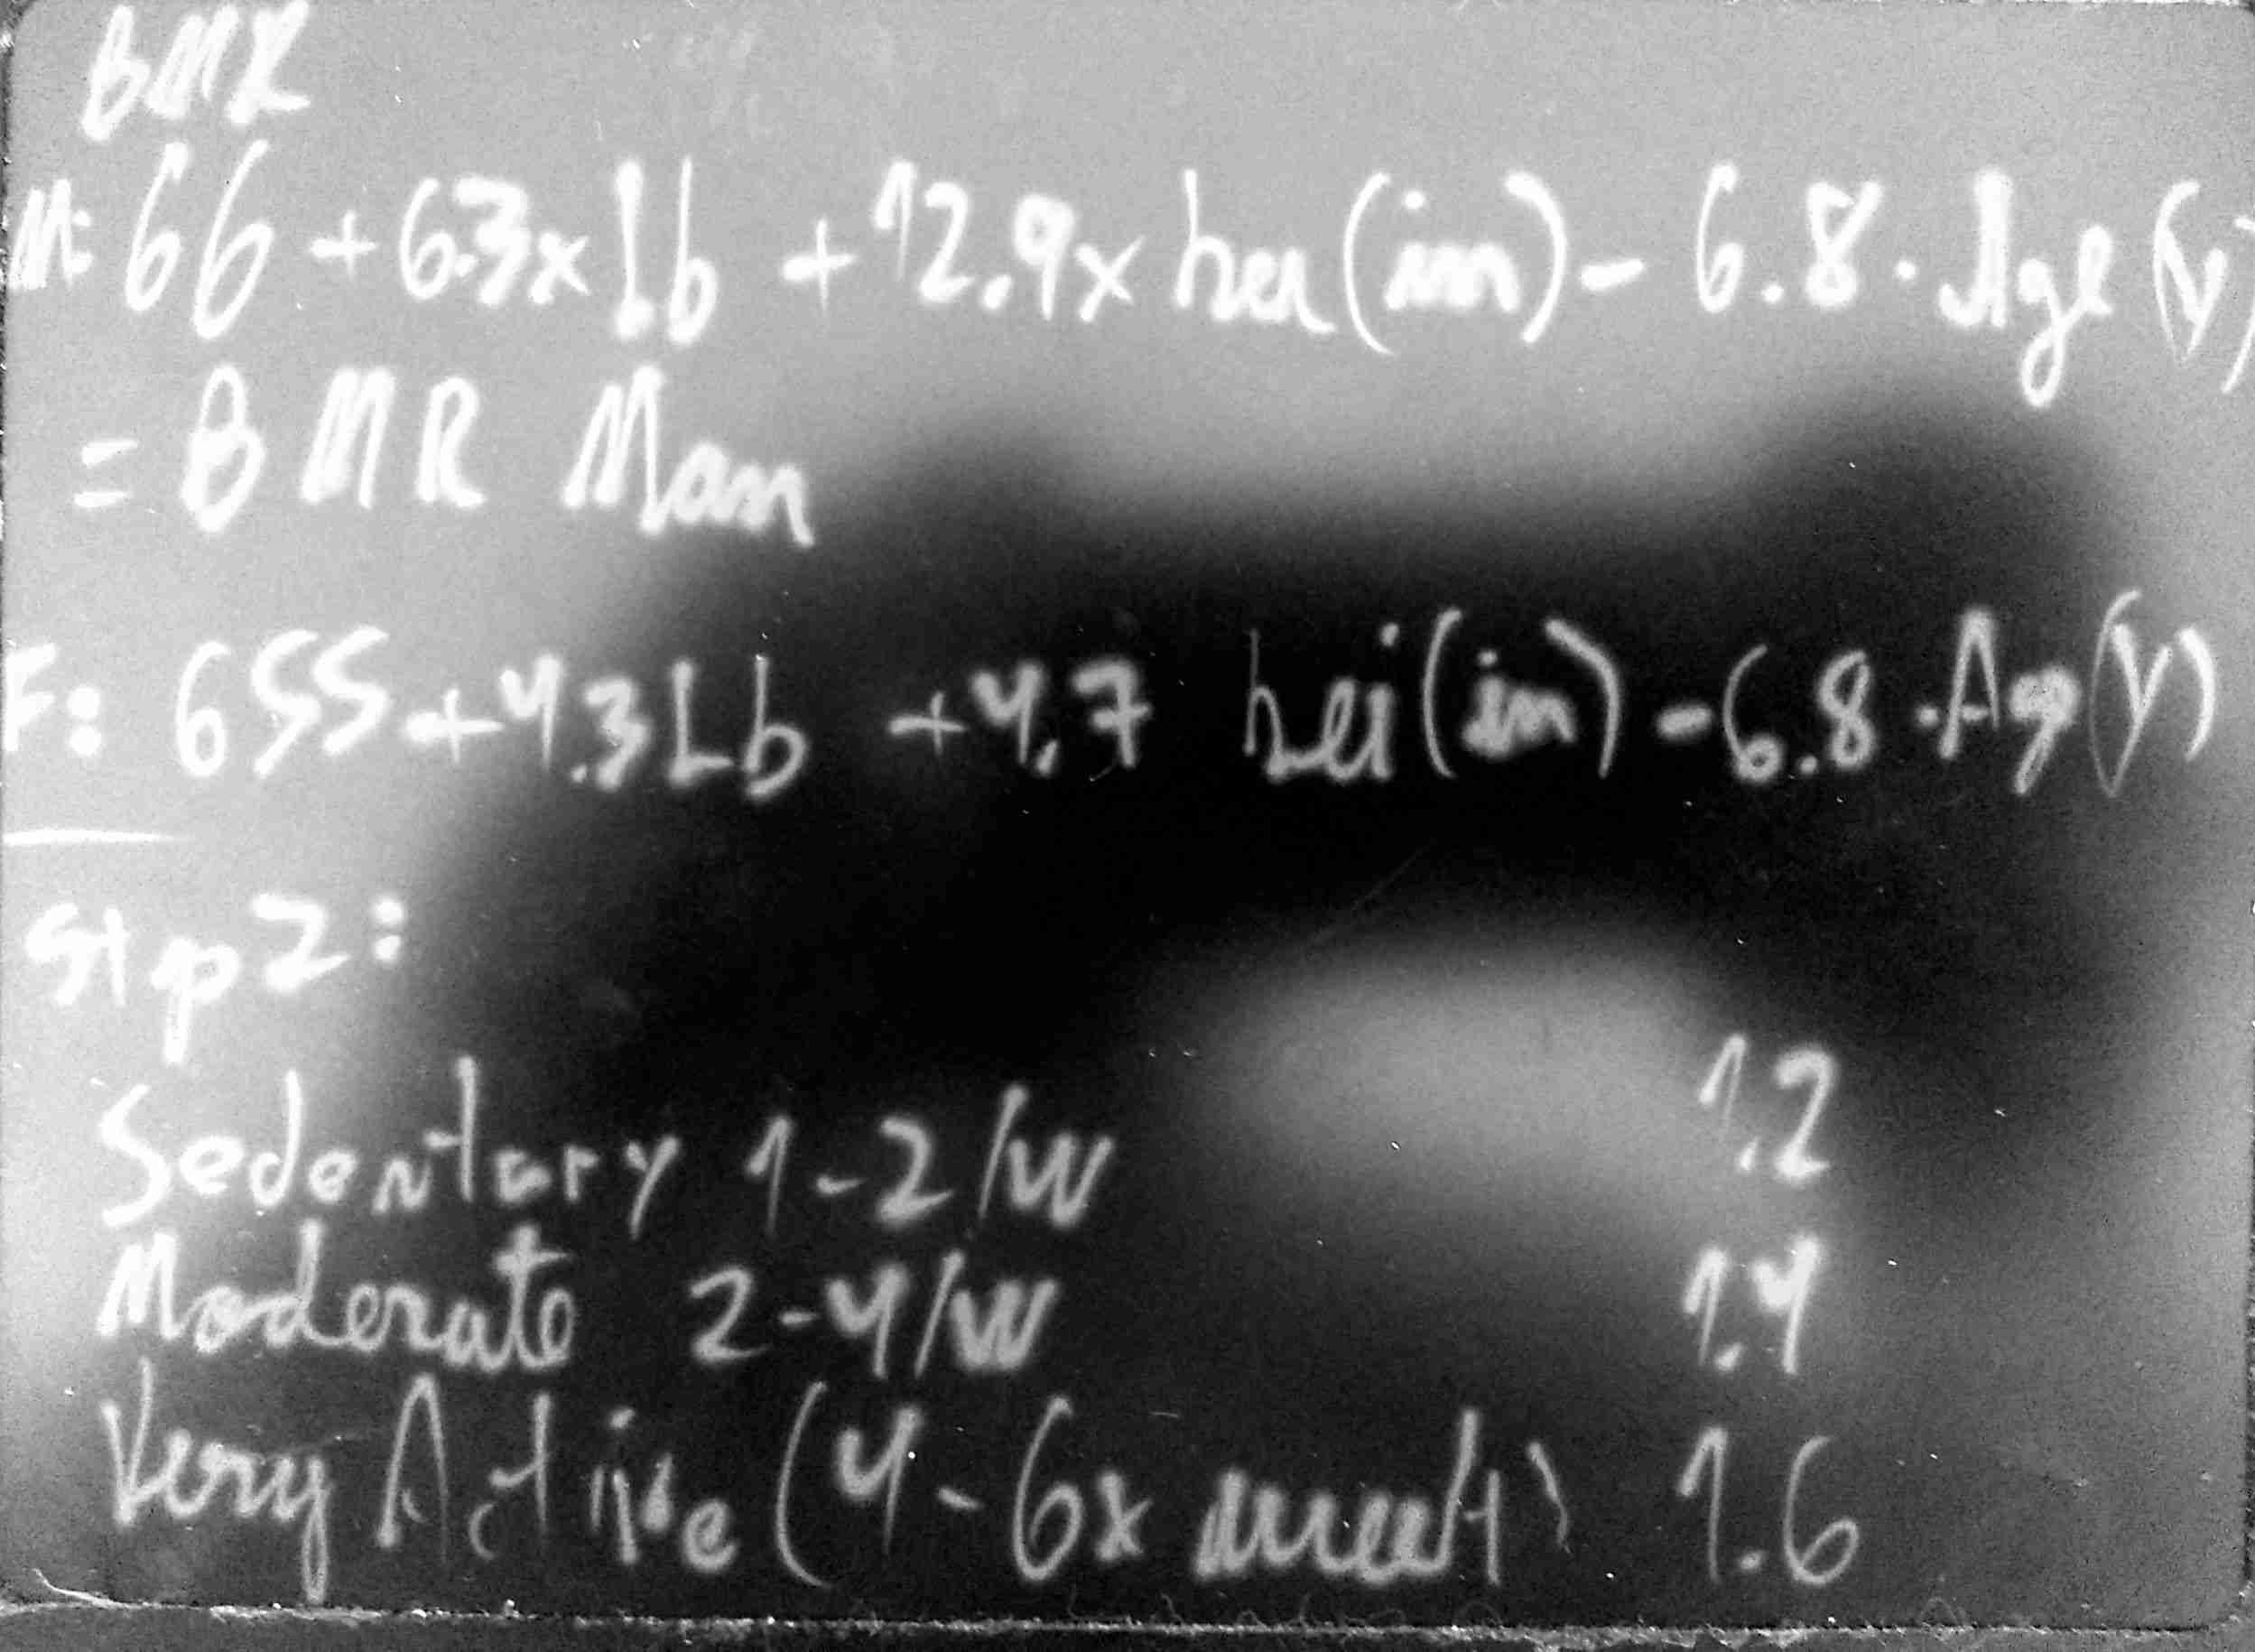 BMR
M: 66 + 6.3 x Lb + 12.9 x hei (in) - 6.8 . Age (y)
= BMR Man
F: 655 + 4.3 Lb + 4.7 hei (in) - 6.8 . Age (y)
Step 2:
Sedentary 1-2/W 1.2
Moderate 2-4/W 1.4
Very Active (4-6x week) 1.6